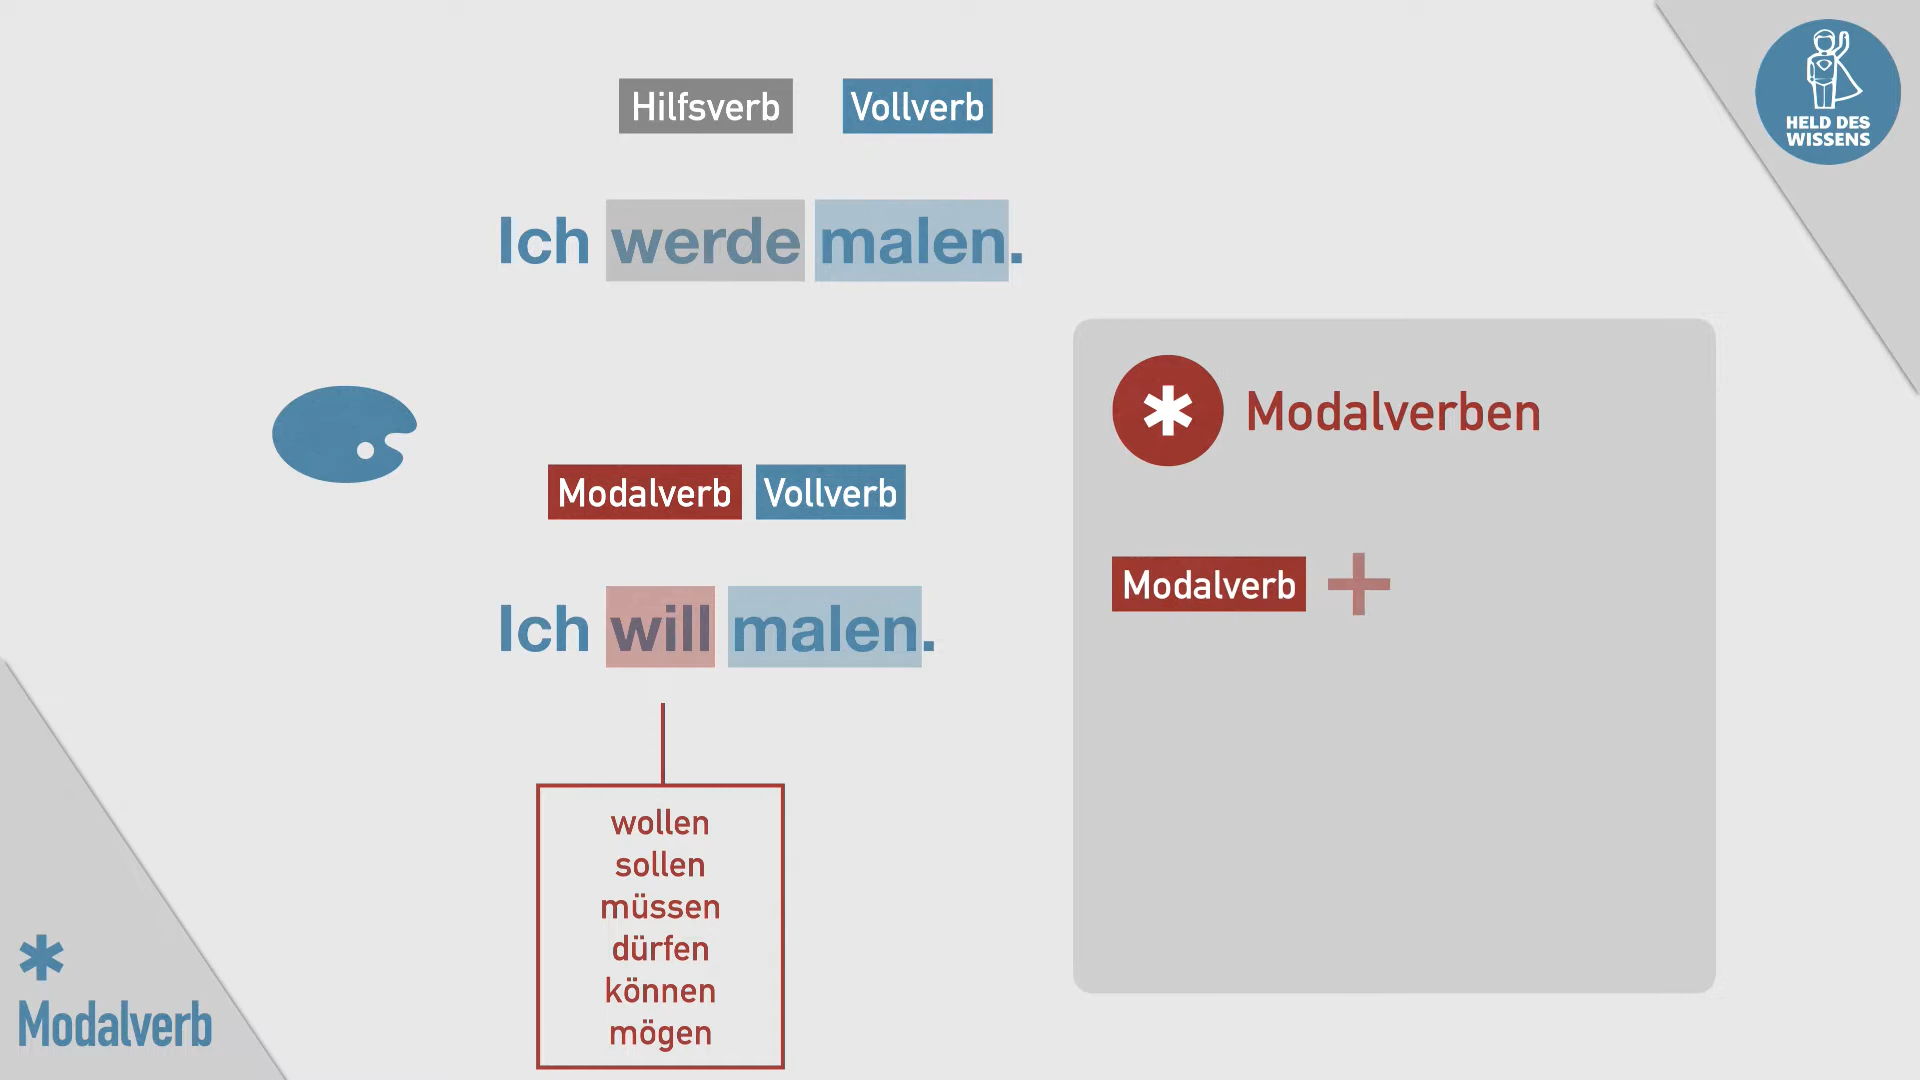 Hilfsverb Vollverb
Ich werde malen.
HELD DES
WISSENS
Modalverb Vollverb
Ich will malen.
wollen
sollen
müssen
dürfen
können
mögen
* Modalverben
Modalverb +
*
Modalverb